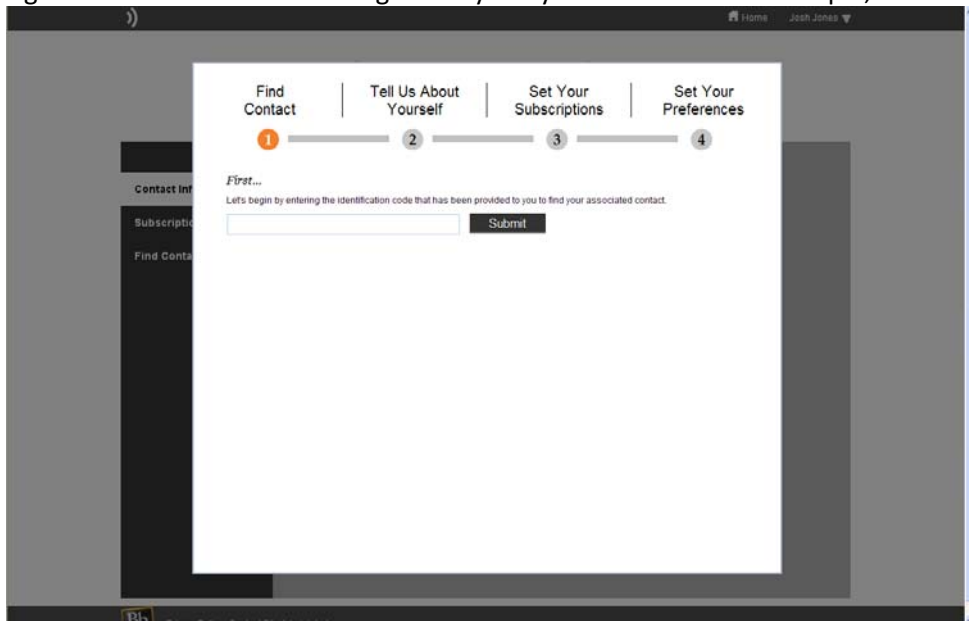 ))
Home Josh Jones
Find Contact
Tell Us About Yourself
Set Your Subscriptions
Set Your Preferences
1 2 3 4
First...
Let's begin by entering the identification code that has been provided to you to find your associated contact.
Submit
Contact Inf
Subscriptio
Find Conta
Bb